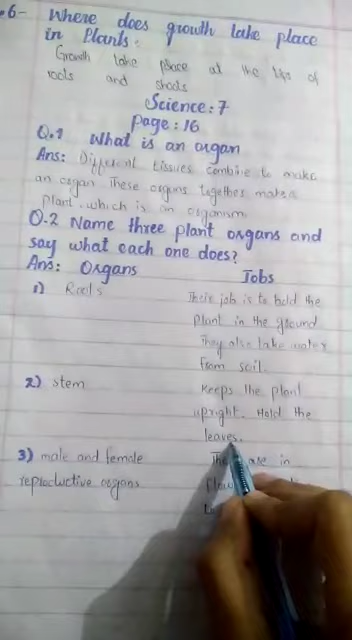 6- Where does growth take place
in Plants.
Growth take place at the tips of
roots and shoots
Science: 7
Page: 16
Q.1 What is an organ
Ans: Different tissues combine to make
an organ These organs together make a
plant. which is an organism
Q.2 Name three plant organs and
say what each one does?
Ans: Organs Jobs
1) Roots Their job is to hold the
plant in the ground
They also take water
from soil.
2) stem Keeps the plant
upright. Hold the
leaves.
3) male and female in
reproductive organs